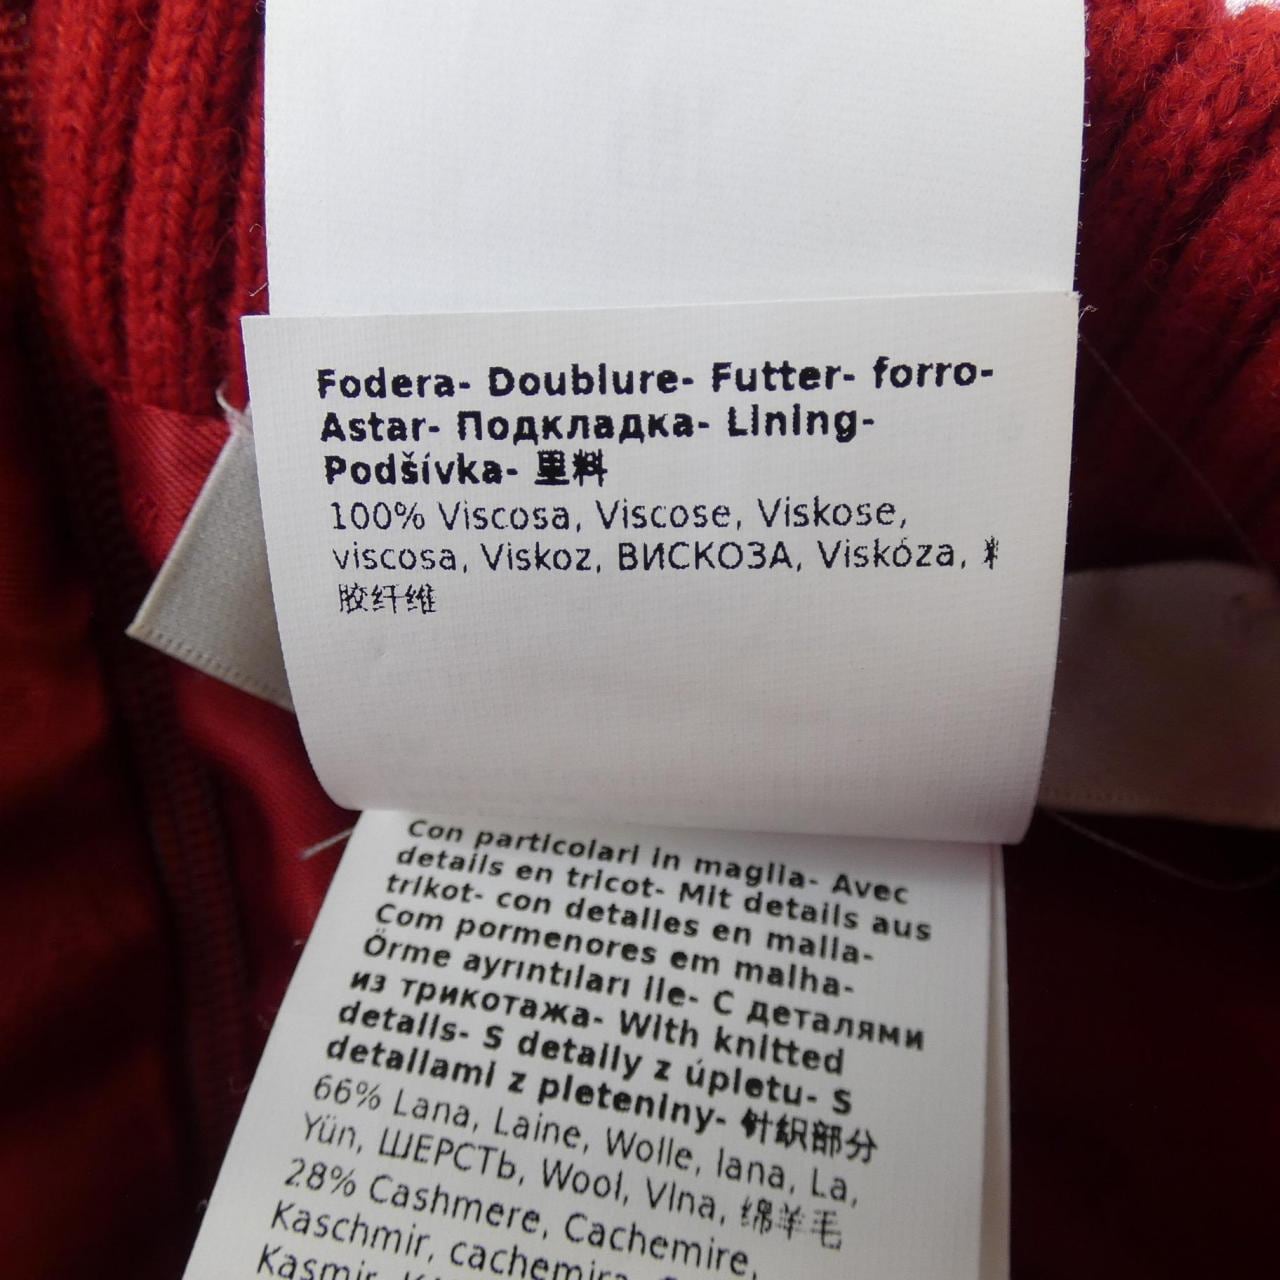 Fodera- Doublure- Futter- forro-
Astar- Подкладка- Lining-
Podšívka- 里料
100% Viscosa, Viscose, Viskose,
viscosa, Viskoz, ВИСКОЗА, Viskóza,
胶纤维
Con particolari in maglia- Avec
details en tricot- Mit details aus
trikot- con detalles en malla-
Com pormenores em malha-
Örme ayrıntıları ile- С деталями
из трикотажа- With knitted
details- S detaily z úpletu- S
detailami z pleteniny- 针织部分
66% Lana, Laine, Wolle, lana, La,
Yün, ШЕРСТЬ, Wool, Vlna, 绵羊毛
28% Cashmere, Cachemire,
Kaschmir, cachemira,
Kasmir,